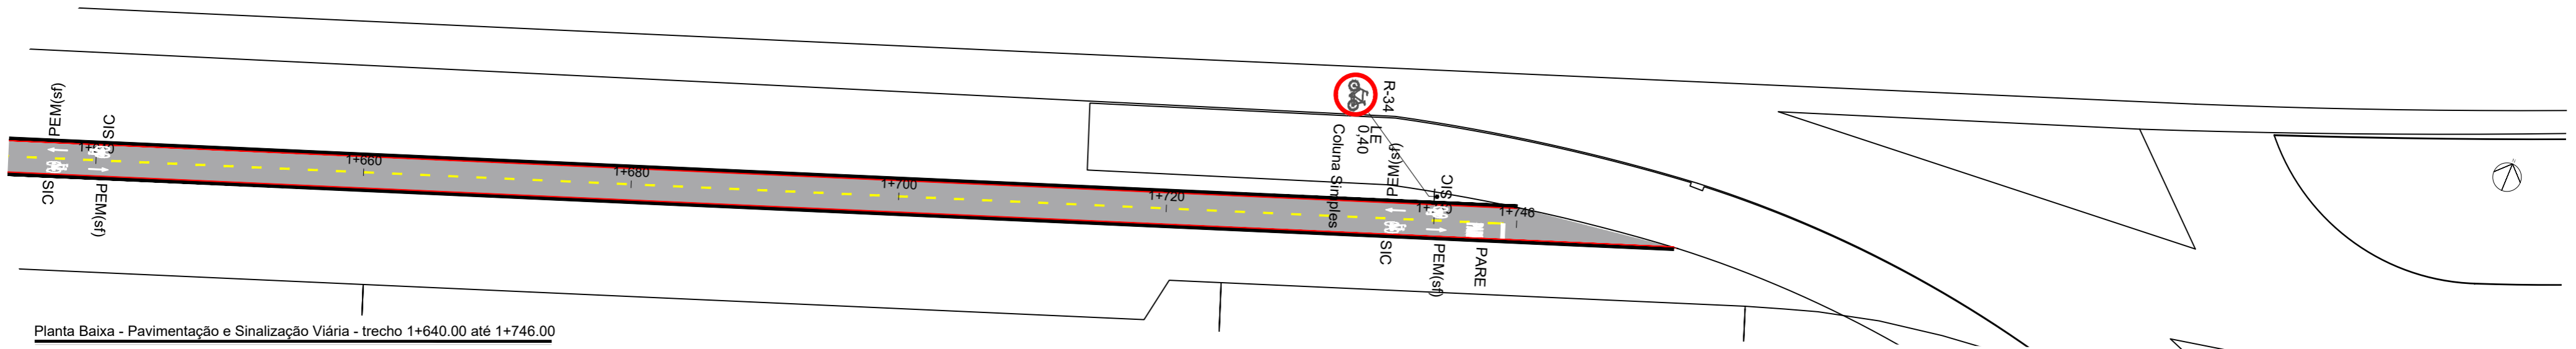 PEM(sf)
SIC
SIC
PEM(sf)
1+660
1+680
1+700
1+720
R-34
LE
0,40
Coluna Simples
PEM(sf)
SIC
1+746
SIC
PEM(sf)
PARE
Planta Baixa - Pavimentação e Sinalização Viária - trecho 1+640.00 até 1+746.00